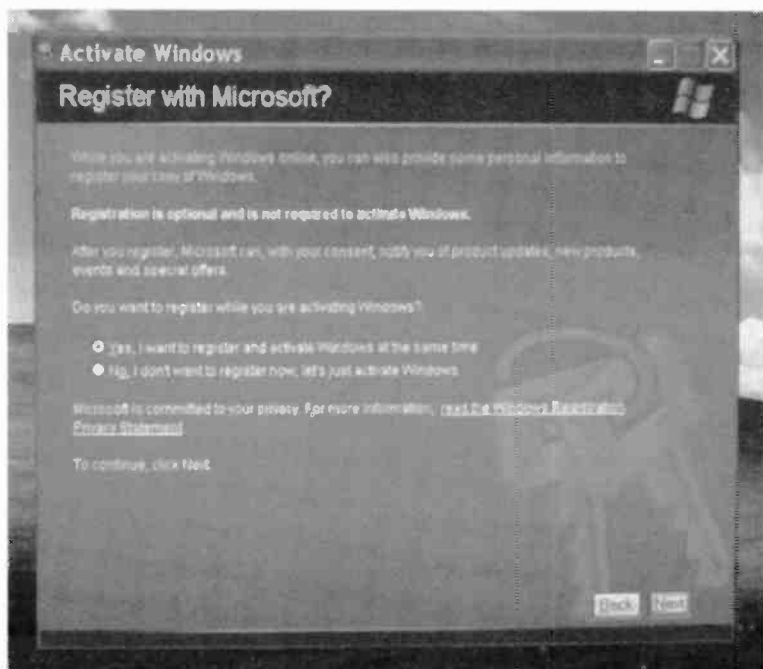 Activate Windows
Register with Microsoft?
While you are activating Windows online, you can also provide some personal information to
register your copy of Windows.
Registration is optional and is not required to activate Windows.
After you register, Microsoft can, with your consent, notify you of product updates, new products,
events and special offers.
Do you want to register while you are activating Windows?
Yes, I want to register and activate Windows at the same time
No, I don't want to register now; let's just activate Windows
Microsoft is committed to your privacy. For more information, read the Windows Registration
Privacy Statement
To continue, click Next.
Back Next